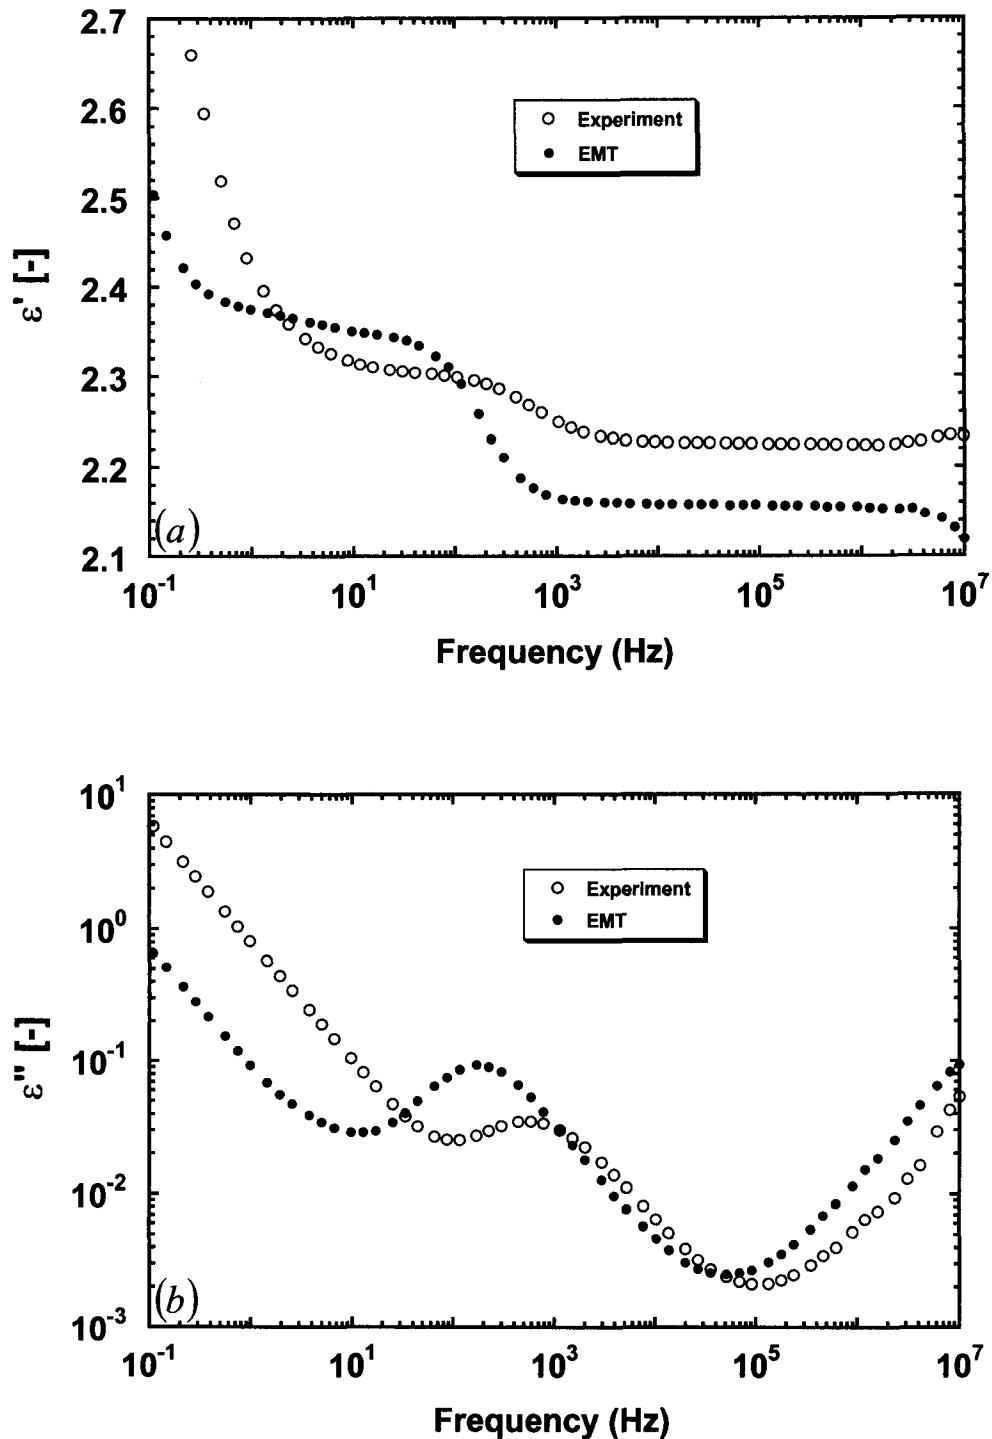 2.7
2.6
2.5
2.4
2.3
2.2
2.1
ε' [-]
Experiment
EMT
(a)
10⁻¹ 10¹ 10³ 10⁵ 10⁷
Frequency (Hz)
10¹
10⁰
10⁻¹
10⁻²
10⁻³
ε" [-]
Experiment
EMT
(b)
10⁻¹ 10¹ 10³ 10⁵ 10⁷
Frequency (Hz)